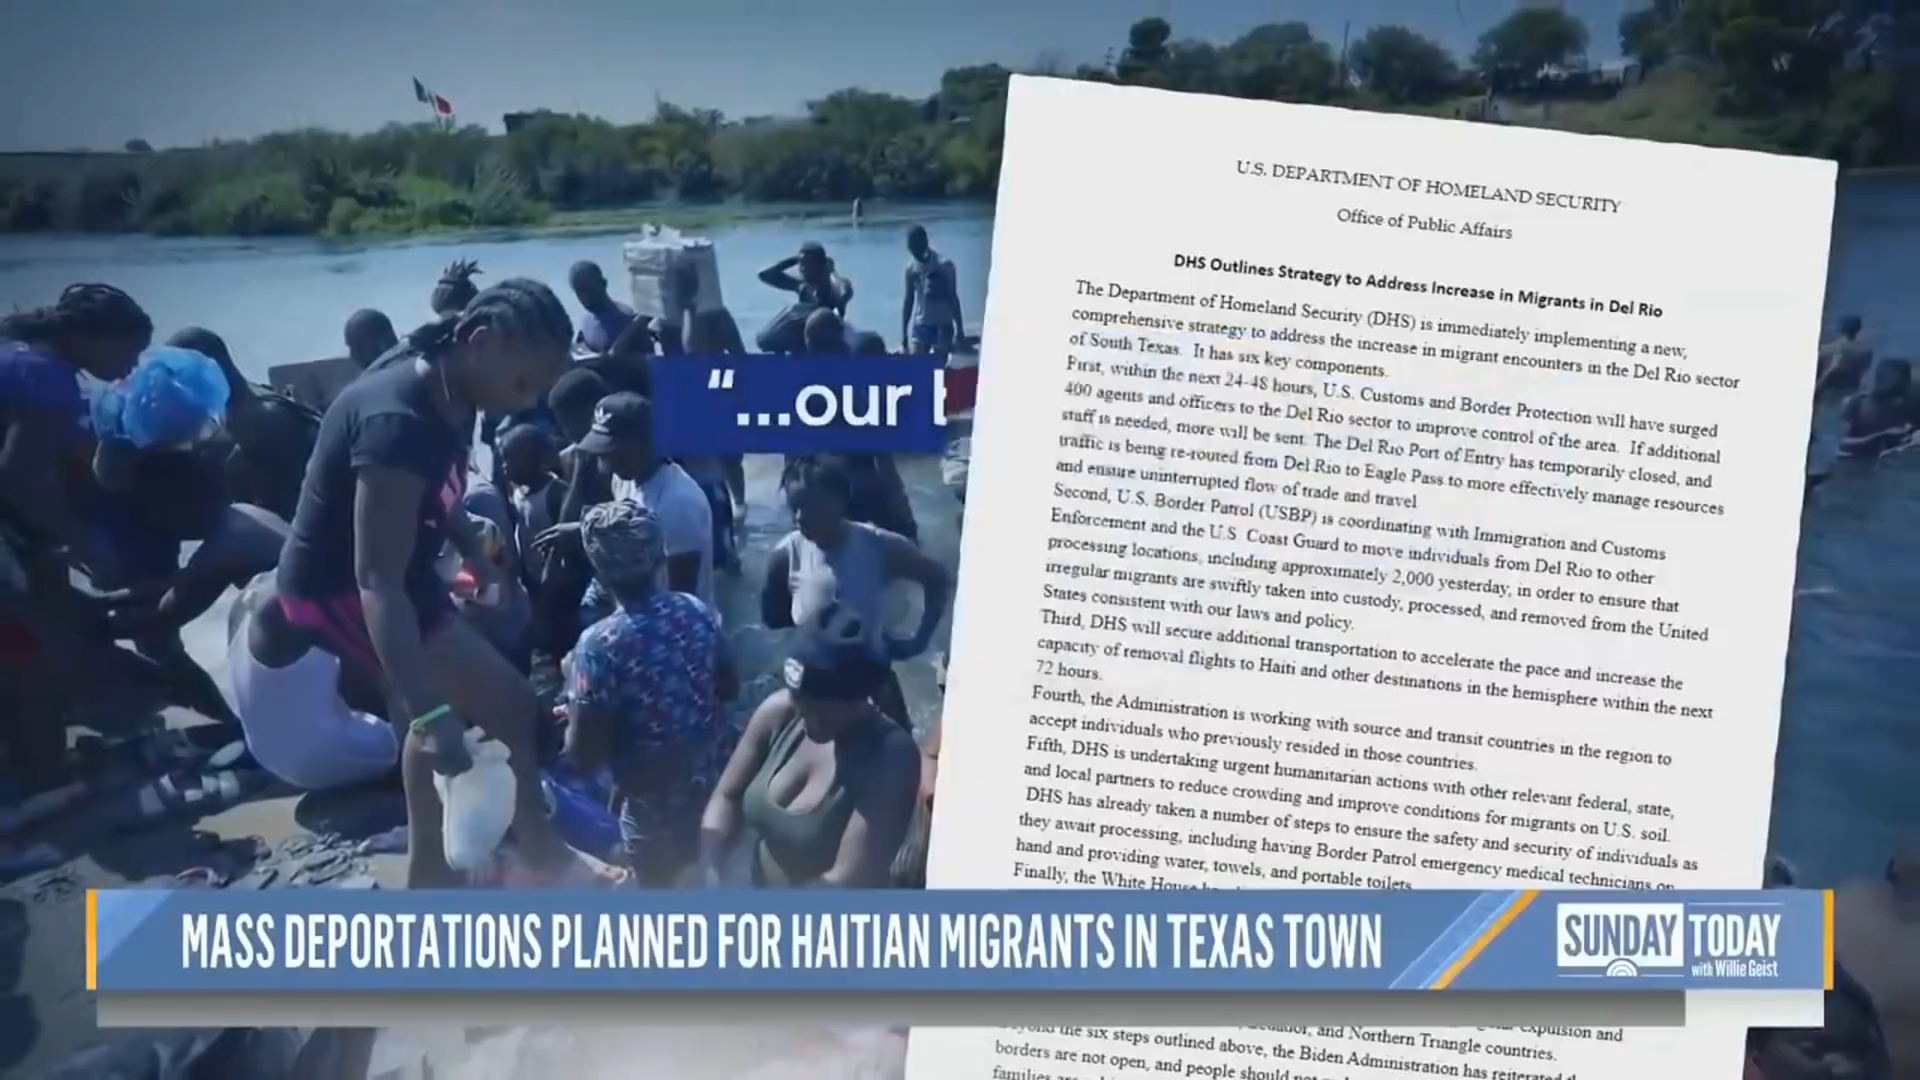 "...our
U.S. DEPARTMENT OF HOMELAND SECURITY
Office of Public Affairs
DHS Outlines Strategy to Address Increase in Migrants in Del Rio
The Department of Homeland Security (DHS) is immediately implementing a new,
comprehensive strategy to address the increase in migrant encounters in the Del Rio sector
of South Texas. It has six key components.
First, within the next 24-48 hours, U.S. Customs and Border Protection will have surged
400 agents and officers to the Del Rio sector to improve control of the area. If additional
staff is needed, more will be sent. The Del Rio Port of Entry has temporarily closed, and
traffic is being re-routed from Del Rio to Eagle Pass to more effectively manage resources
and ensure uninterrupted flow of trade and travel
Second, U.S. Border Patrol (USBP) is coordinating with Immigration and Customs
Enforcement and the U.S. Coast Guard to move individuals from Del Rio to other
processing locations, including approximately 2,000 yesterday, in order to ensure that
irregular migrants are swiftly taken into custody, processed, and removed from the United
States consistent with our laws and policy.
Third, DHS will secure additional transportation to accelerate the pace and increase the
capacity of removal flights to Haiti and other destinations in the hemisphere within the next
72 hours.
Fourth, the Administration is working with source and transit countries in the region to
accept individuals who previously resided in those countries.
Fifth, DHS is undertaking urgent humanitarian actions with other relevant federal, state,
and local partners to reduce crowding and improve conditions for migrants on U.S. soil.
DHS has already taken a number of steps to ensure the safety and security of individuals as
they await processing, including having Border Patrol emergency medical technicians on
hand and providing water, towels, and portable toilets.
Finally, the White House
MASS DEPORTATIONS PLANNED FOR HAITIAN MIGRANTS IN TEXAS TOWN
SUNDAY TODAY
with Willie Geist
expulsion and
and Northern Triangle countries.
the six steps outlined above, the Biden Administration has reiterated
borders are not open, and people should
families